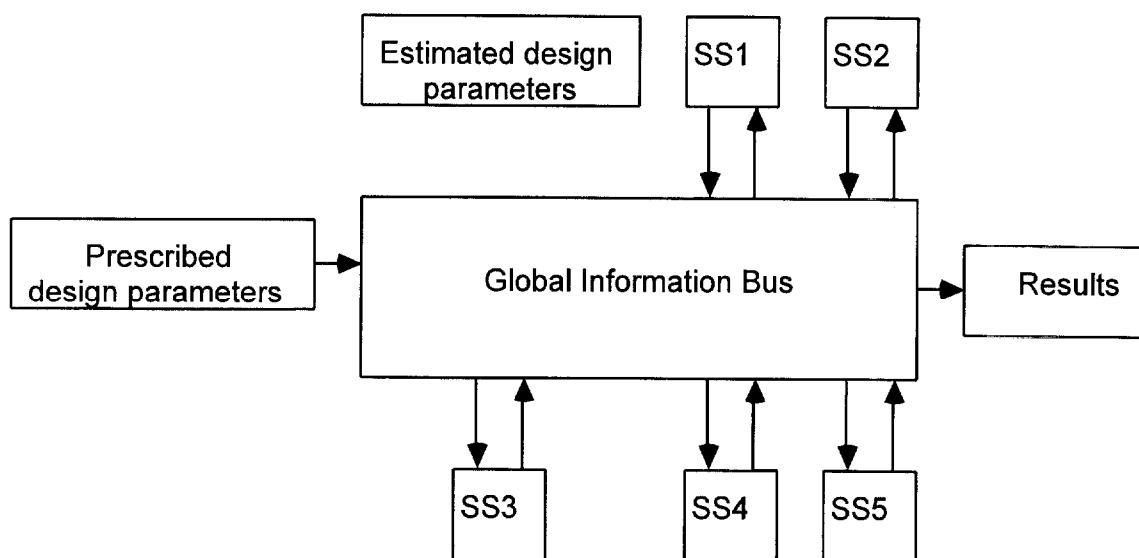 Estimated design
parameters
SS1
SS2
Prescribed
design parameters
Global Information Bus
Results
SS3
SS4
SS5